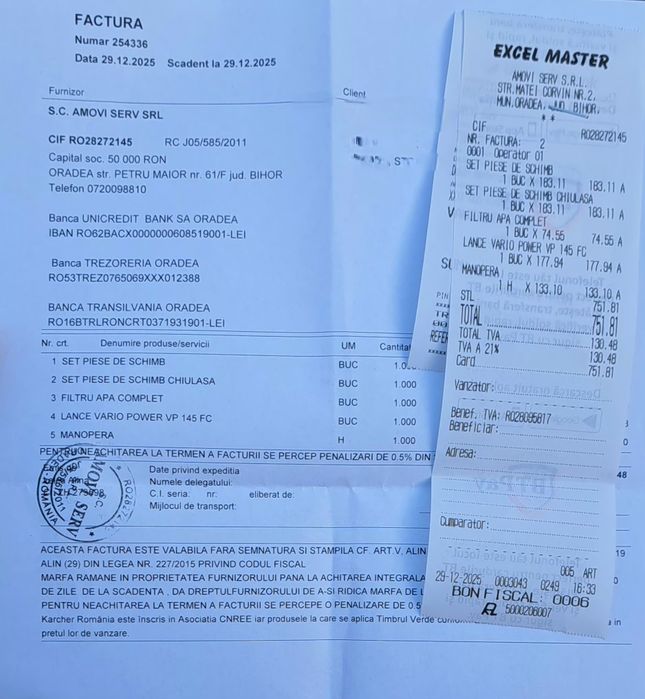 FACTURA
Numar 254336
Data 29.12.2025 Scadent la 29.12.2025
Furnizor
Client
S.C. AMOVI SERV SRL
CIF RO28272145 RC J05/585/2011
Capital soc. 50 000 RON
ORADEA str. PETRU MAIOR nr. 61/F jud. BIHOR
Telefon 0720098810
Banca UNICREDIT BANK SA ORADEA
IBAN RO62BACX0000000608519001-LEI
Banca TREZORERIA ORADEA
RO53TREZ0765069XXX012388
BANCA TRANSILVANIA ORADEA
RO16BTRLRONCRT0371931901-LEI
Nr. crt. Denumire produse/servicii UM Cantitat
1 SET PIESE DE SCHIMB BUC
2 SET PIESE DE SCHIMB CHIULASA BUC 1.000
3 FILTRU APA COMPLET BUC 1.000
4 LANCE VARIO POWER VP 145 FC BUC 1.000
5 MANOPERA H 1.000
PENTRU NEACHITAREA LA TERMEN A FACTURII SE PERCEP PENALIZARI DE 0.5% DIN
Date privind expeditia
Numele delegatului:
C.I. seria: nr: eliberat de:
Mijlocul de transport:
AMOVI SERV
ROMANIA
ACEASTA FACTURA ESTE VALABILA FARA SEMNATURA SI STAMPILA CF. ART.V, ALIN
ALIN (29) DIN LEGEA NR. 227/2015 PRIVIND CODUL FISCAL
MARFA RAMANE IN PROPRIETATEA FURNIZORULUI PANA LA ACHITAREA INTEGRALA
DE ZILE DE LA SCADENTA , DA DREPTULFURNIZORULUI DE A-SI RIDICA MARFA DE L
PENTRU NEACHITAREA LA TERMEN A FACTURII SE PERCEPE O PENALIZARE DE 0.5
Karcher România este înscris in Asociatia CNREE iar produsele la care se aplica Timbrul Verde in
pretul lor de vanzare.
EXCEL MASTER
AMOVI SERV S.R.L.
STR.MATEI CORVIN NR.2,
MUN.ORADEA, JUD. BIHOR,
* *
CIF RO28272145
NR. FACTURA: 2
0001 Operator 01
SET PIESE DE SCHIMB
1 BUC X 183.11 183.11 A
SET PIESE DE SCHIMB CHIULASA
1 BUC X 183.11 183.11 A
FILTRU APA COMPLET
1 BUC X 74.55 74.55 A
LANCE VARIO POWER VP 145 FC
1 BUC X 177.94 177.94 A
MANOPERA
1 H X 133.10 133.10 A
STL 751.81
TOTAL 751.81
TOTAL TVA 130.48
TVA A 21% 130.48
Card 751.81
Vanzator:
Benef. TVA: RO28095817
Beneficiar:
Adresa:
Cumparator:
005 ART
29-12-2025 0003043 0249 16:33
BON FISCAL: 0006
5000206007